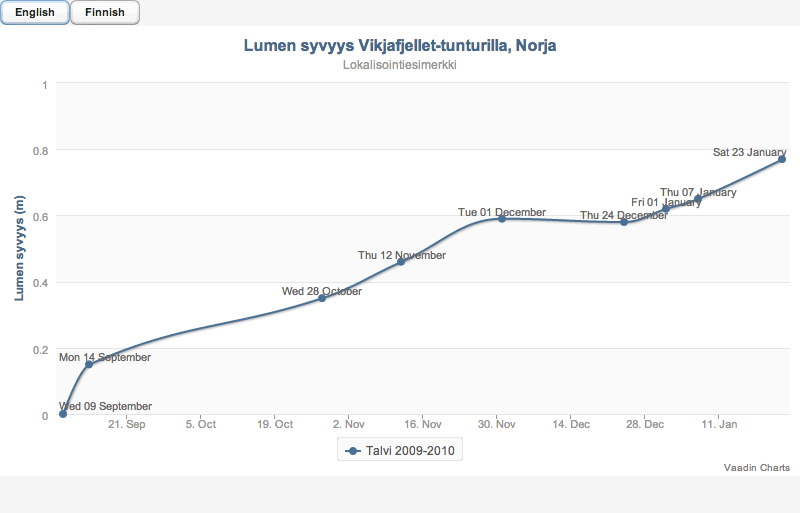 English Finnish
Lumen syvyys Vikjafjellet-tunturilla, Norja
Lokalisointiesimerkki
Lumen syvyys (m)
1
0.8
0.6
0.4
0.2
0
Wed 09 September
Mon 14 September
Wed 28 October
Thu 12 November
Tue 01 December
Thu 24 December
Fri 01 January
Thu 07 January
Sat 23 January
21. Sep 5. Oct 19. Oct 2. Nov 16. Nov 30. Nov 14. Dec 28. Dec 11. Jan
Talvi 2009-2010
Vaadin Charts